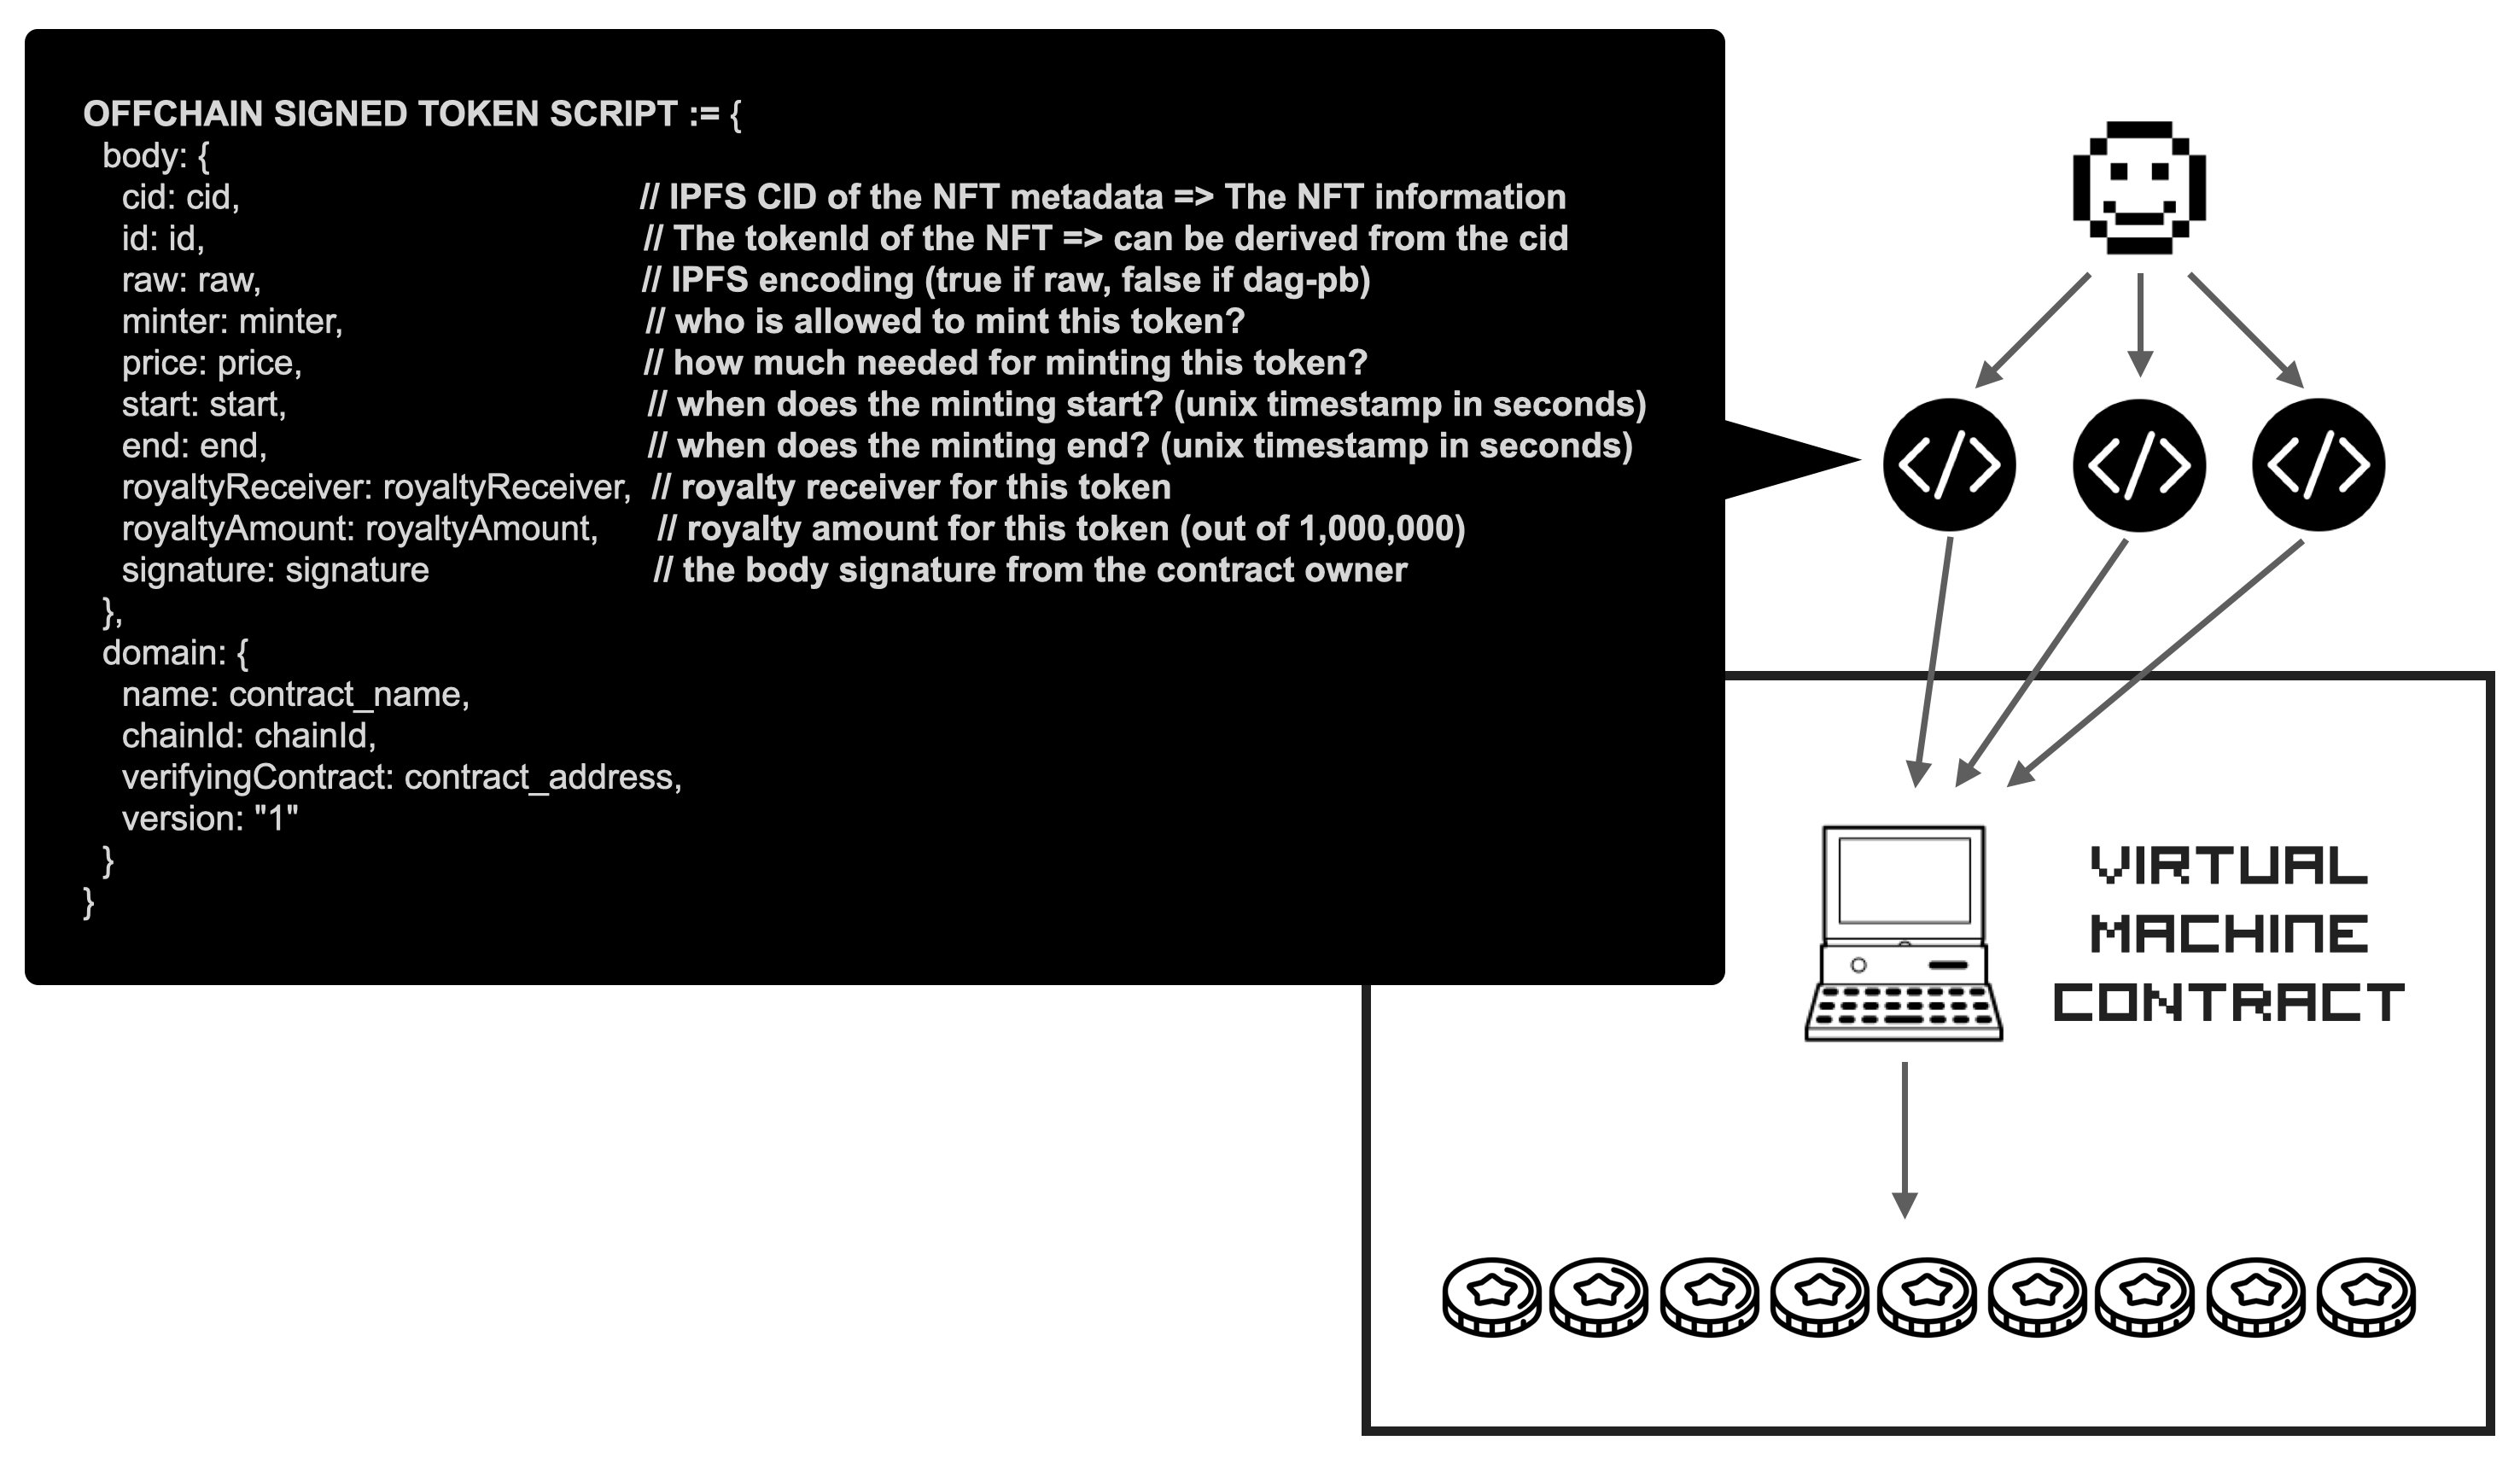 OFFCHAIN SIGNED TOKEN SCRIPT := {
body: {
cid: cid, // IPFS CID of the NFT metadata => The NFT information
id: id, // The tokenId of the NFT => can be derived from the cid
raw: raw, // IPFS encoding (true if raw, false if dag-pb)
minter: minter, // who is allowed to mint this token?
price: price, // how much needed for minting this token?
start: start, // when does the minting start? (unix timestamp in seconds)
end: end, // when does the minting end? (unix timestamp in seconds)
royaltyReceiver: royaltyReceiver, // royalty receiver for this token
royaltyAmount: royaltyAmount, // royalty amount for this token (out of 1,000,000)
signature: signature // the body signature from the contract owner
},
domain: {
name: contract_name,
chainId: chainId,
verifyingContract: contract_address,
version: "1"
}
}
VIRTUAL
MACHINE
CONTRACT